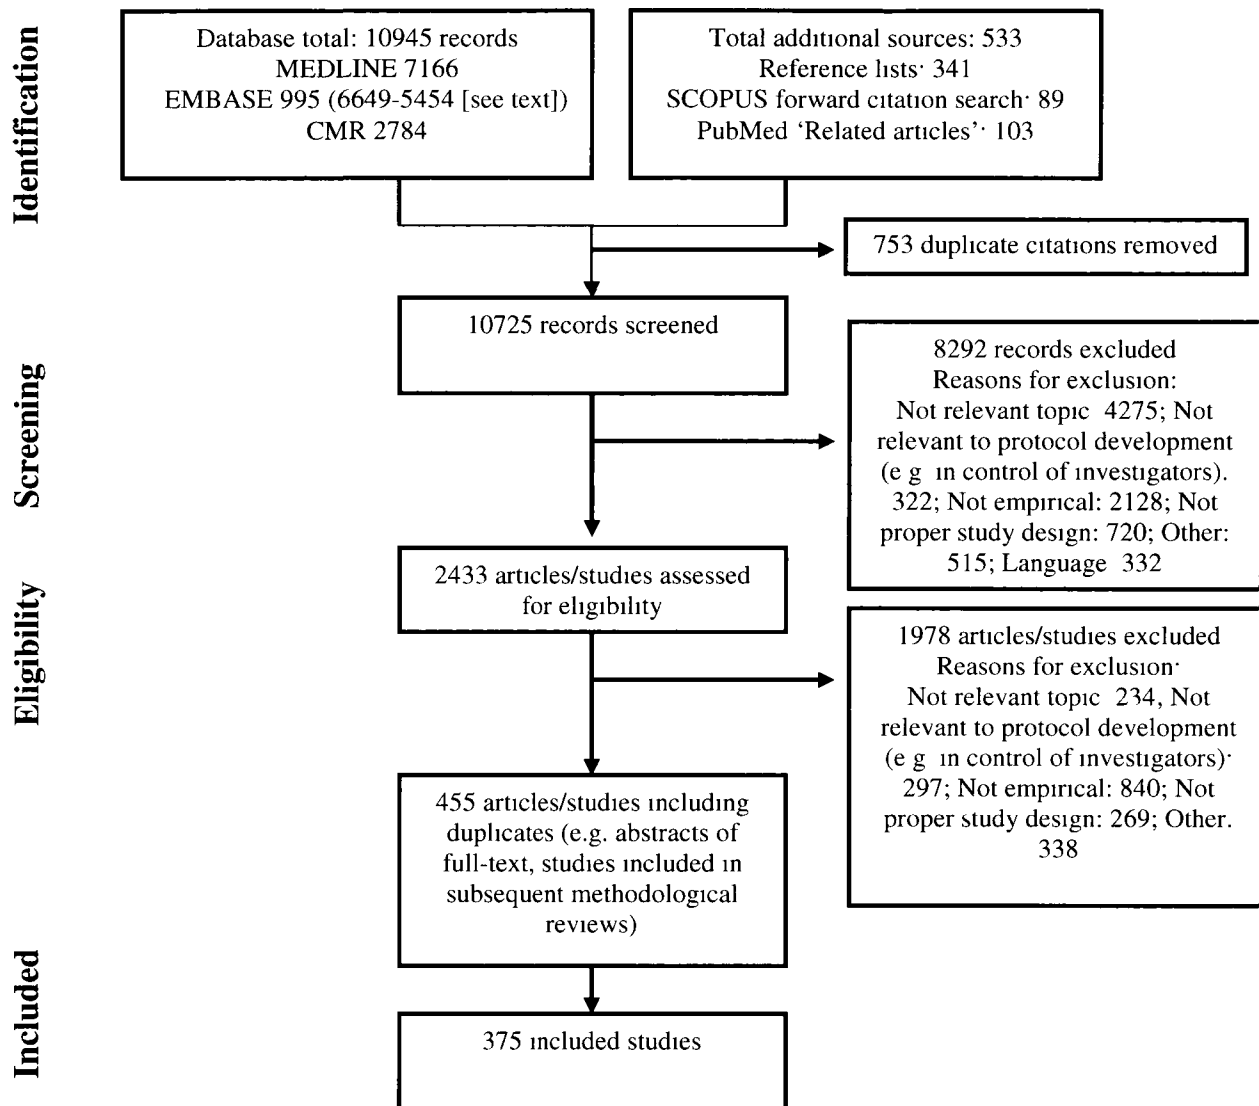 Identification
Database total: 10945 records
MEDLINE 7166
EMBASE 995 (6649-5454 [see text])
CMR 2784
Total additional sources: 533
Reference lists· 341
SCOPUS forward citation search· 89
PubMed ‘Related articles’· 103
753 duplicate citations removed
Screening
10725 records screened
8292 records excluded
Reasons for exclusion:
Not relevant topic 4275; Not
relevant to protocol development
(e g in control of investigators).
322; Not empirical: 2128; Not
proper study design: 720; Other:
515; Language 332
Eligibility
2433 articles/studies assessed
for eligibility
1978 articles/studies excluded
Reasons for exclusion·
Not relevant topic 234, Not
relevant to protocol development
(e g in control of investigators)·
297; Not empirical: 840; Not
proper study design: 269; Other.
338
455 articles/studies including
duplicates (e.g. abstracts of
full-text, studies included in
subsequent methodological
reviews)
Included
375 included studies